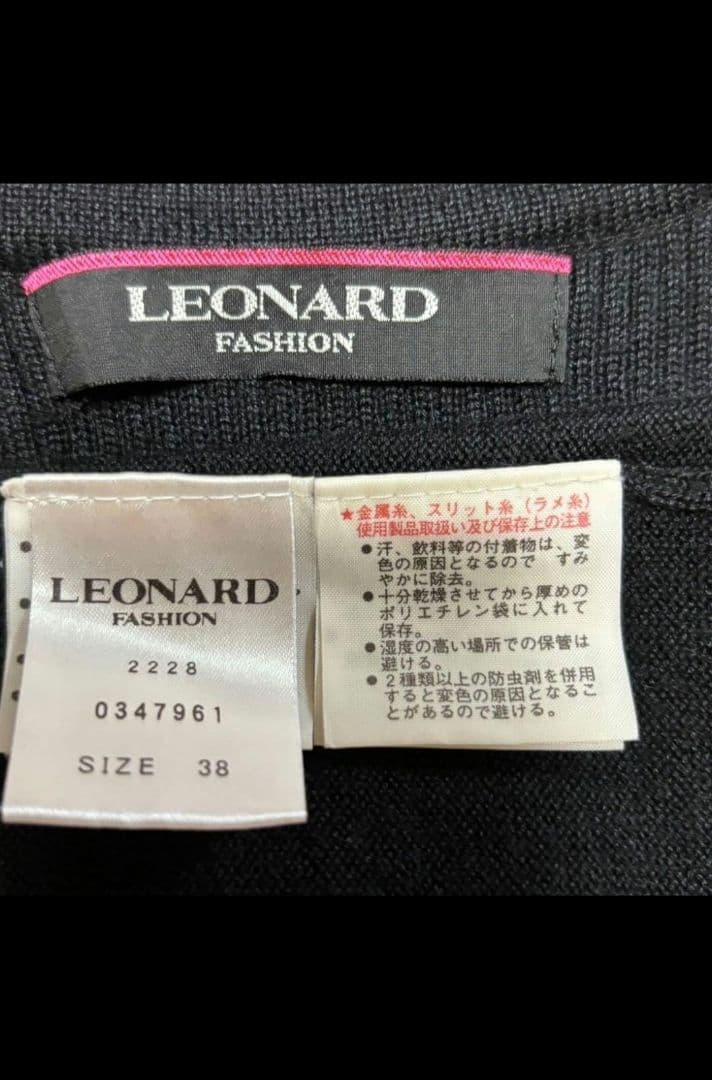 LEONARD
FASHION
LEONARD
FASHION
2228
0347961
SIZE 38
★金属糸、スリット糸（ラメ糸）
使用製品取扱い及び保存上の注意
●汗、飲料等の付着物は、変
色の原因となるので すみ
やかに除去。
●十分乾燥させてから厚めの
ポリエチレン袋に入れて
保存。
●湿度の高い場所での保管は
避ける。
●2種類以上の防虫剤を併用
すると変色の原因となるこ
とがあるので避ける。